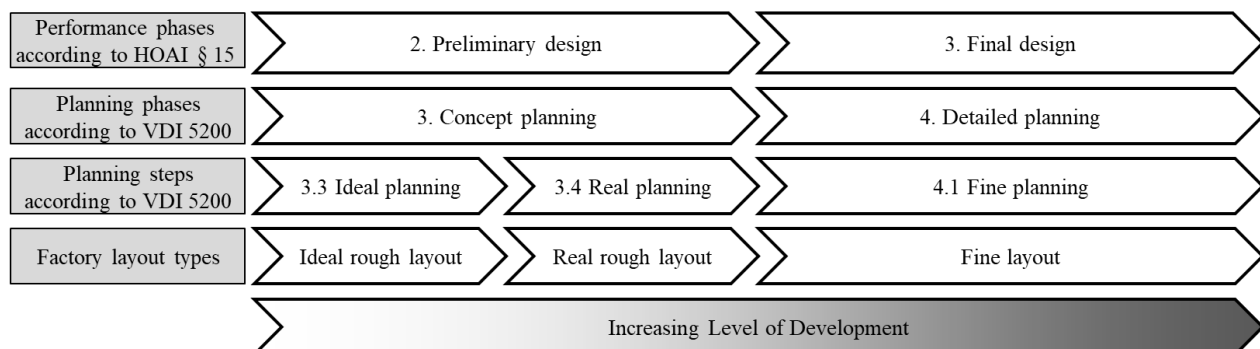 Performance phases
according to HOAI § 15
2. Preliminary design
3. Final design
Planning phases
according to VDI 5200
3. Concept planning
4. Detailed planning
Planning steps
according to VDI 5200
3.3 Ideal planning
3.4 Real planning
4.1 Fine planning
Factory layout types
Ideal rough layout
Real rough layout
Fine layout
Increasing Level of Development